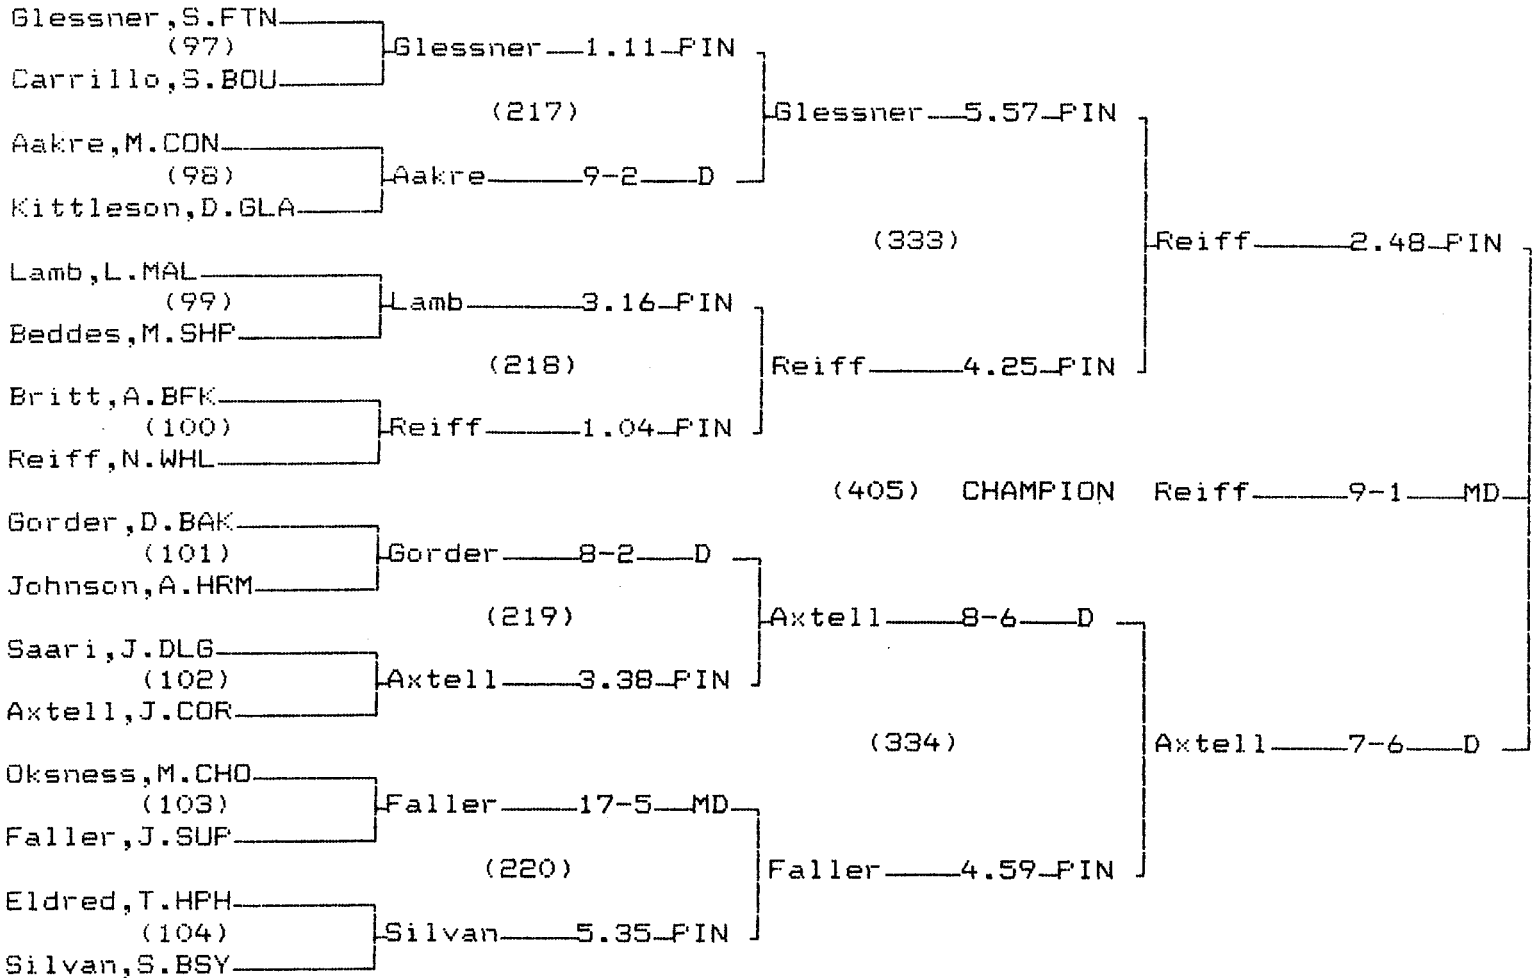 Glessner,S.FTN
(97) Glessner 1.11 PIN
Carrillo,S.BOU
(217) Glessner 5.57 PIN
Aakre,M.CON
(98) Aakre 9-2 D
Kittleson,D.GLA
(333) Reiff 2.48 PIN
Lamb,L.MAL
(99) Lamb 3.16 PIN
Beddes,M.SHP
(218) Reiff 4.25 PIN
Britt,A.BFK
(100) Reiff 1.04 PIN
Reiff,N.WHL
(405) CHAMPION Reiff 9-1 MD
Gorder,D.BAK
(101) Gorder 8-2 D
Johnson,A.HRM
(219) Axtell 8-6 D
Saari,J.DLG
(102) Axtell 3.38 PIN
Axtell,J.COR
(334) Axtell 7-6 D
Oksness,M.CHO
(103) Faller 17-5 MD
Faller,J.SUP
(220) Faller 4.59 PIN
Eldred,T.HPH
(104) Silvan 5.35 PIN
Silvan,S.BSY